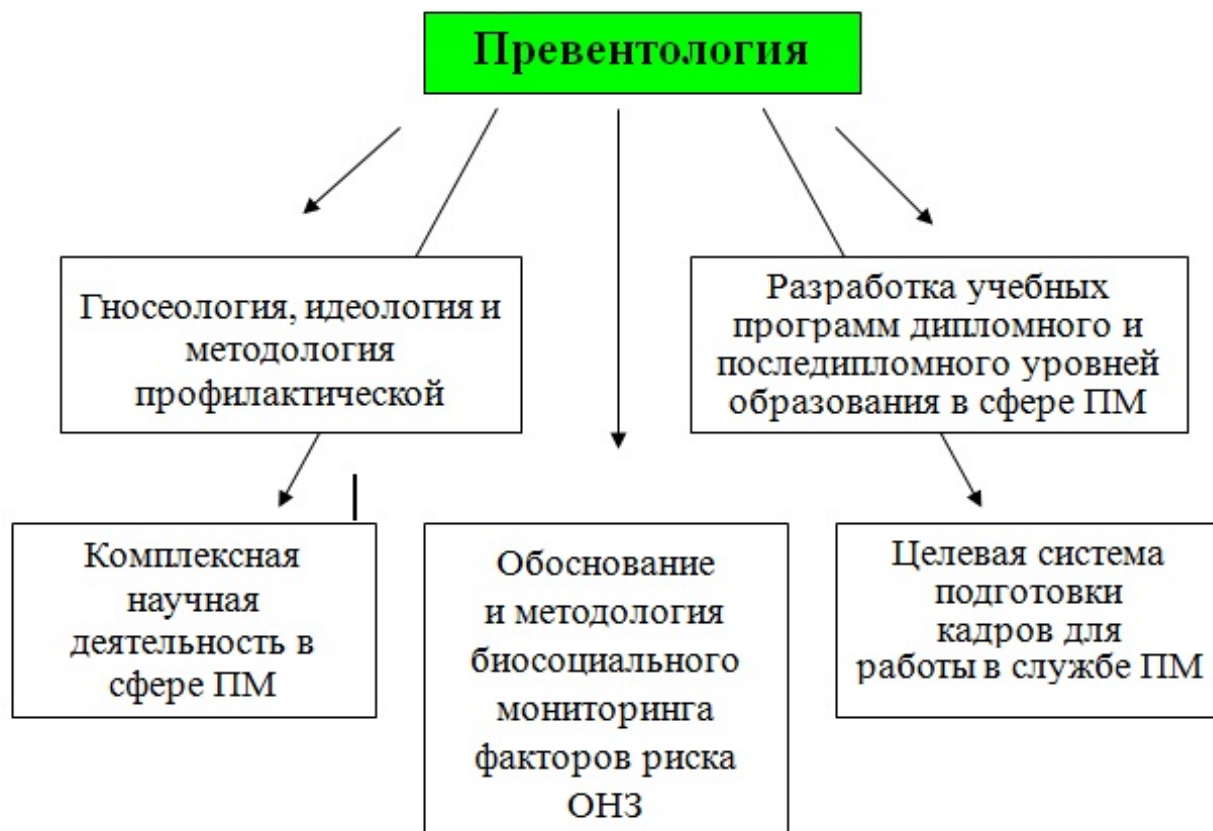 Превентология
Гносеология, идеология и
методология
профилактической
Разработка учебных
программ дипломного и
последипломного уровней
образования в сфере ПМ
Комплексная
научная
деятельность в
сфере ПМ
Обоснование
и методология
биосоциального
мониторинга
факторов риска
ОНЗ
Целевая система
подготовки
кадров для
работы в службе ПМ